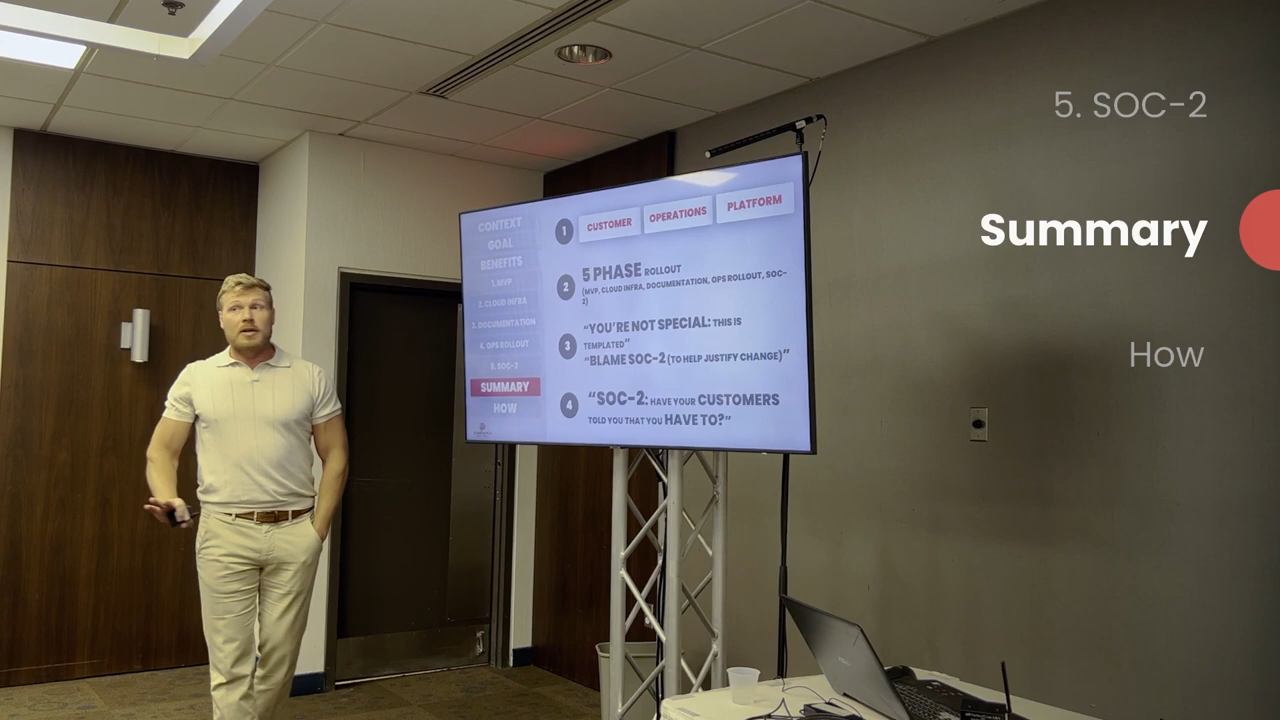 5. SOC-2
Summary
How
CONTEXT
GOAL
BENEFITS
1. MVP
2. CLOUD INFRA
3. DOCUMENTATION
4. OPS ROLLOUT
5. SOC-2
SUMMARY
HOW
1
CUSTOMER
OPERATIONS
PLATFORM
2
5 PHASE ROLLOUT
(MVP, CLOUD INFRA, DOCUMENTATION, OPS ROLLOUT, SOC-
2)
3
“YOU’RE NOT SPECIAL: THIS IS
TEMPLATED”
“BLAME SOC-2 (TO HELP JUSTIFY CHANGE)”
4
“SOC-2: HAVE YOUR CUSTOMERS
TOLD YOU THAT YOU HAVE TO?”